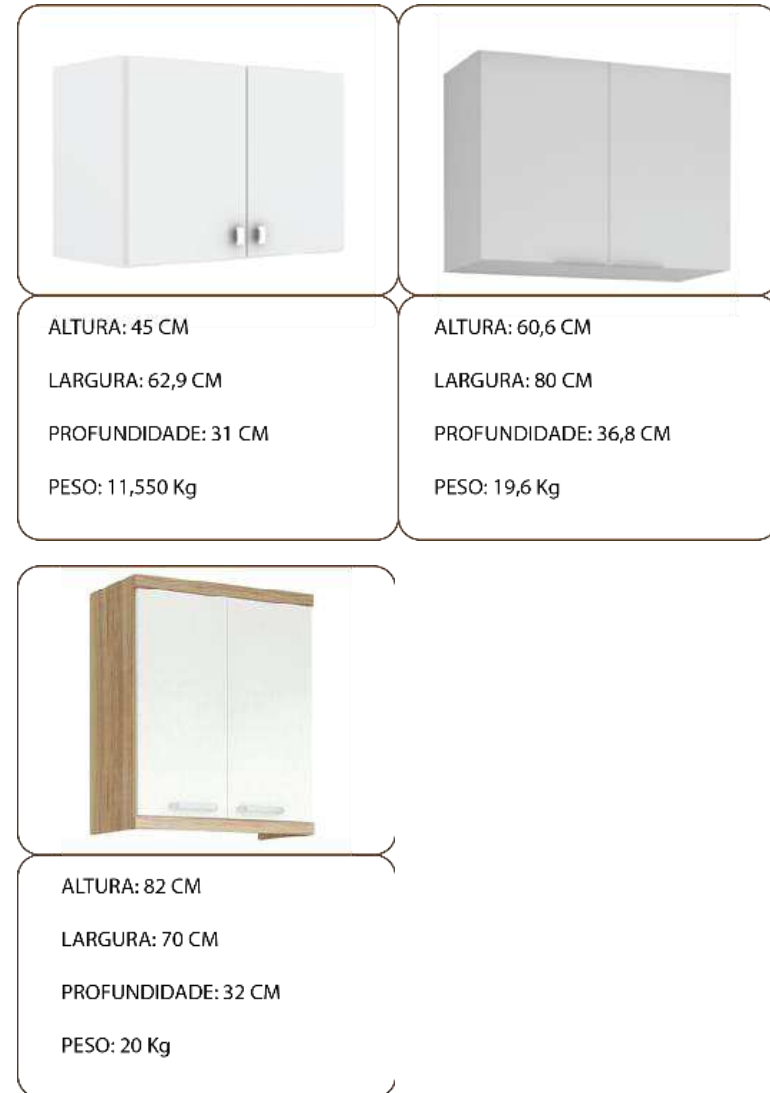 ALTURA: 45 CM
LARGURA: 62,9 CM
PROFUNDIDADE: 31 CM
PESO: 11,550 Kg
ALTURA: 60,6 CM
LARGURA: 80 CM
PROFUNDIDADE: 36,8 CM
PESO: 19,6 Kg
ALTURA: 82 CM
LARGURA: 70 CM
PROFUNDIDADE: 32 CM
PESO: 20 Kg